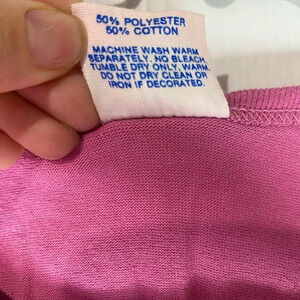 50% POLYESTER
50% COTTON
MACHINE WASH WARM
SEPARATELY. NO BLEACH.
TUMBLE DRY ONLY, WARM.
DO NOT DRY CLEAN OR
IRON IF DECORATED.